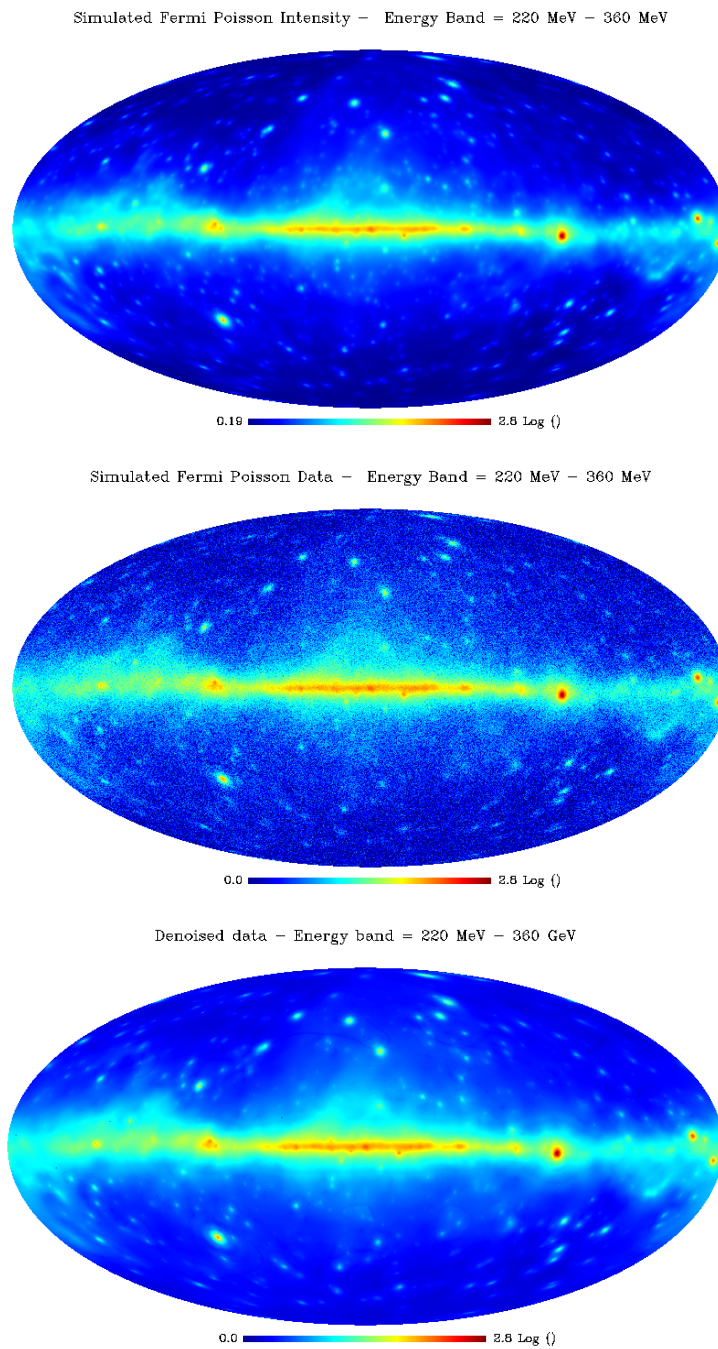 Simulated Fermi Poisson Intensity - Energy Band = 220 MeV - 360 MeV
0.19 2.8 Log ()
Simulated Fermi Poisson Data - Energy Band = 220 MeV - 360 MeV
0.0 2.8 Log ()
Denoised data - Energy band = 220 MeV - 360 GeV
0.0 2.8 Log ()